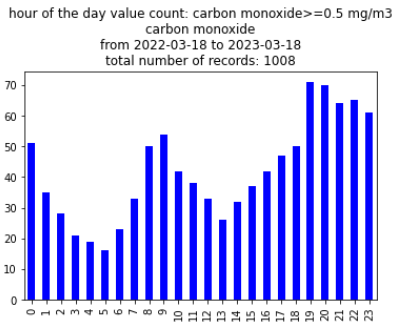 hour of the day value count: carbon monoxide>=0.5 mg/m3
carbon monoxide
from 2022-03-18 to 2023-03-18
total number of records: 1008
70
60
50
40
30
20
10
0
0 1 2 3 4 5 6 7 8 9 10 11 12 13 14 15 16 17 18 19 20 21 22 23